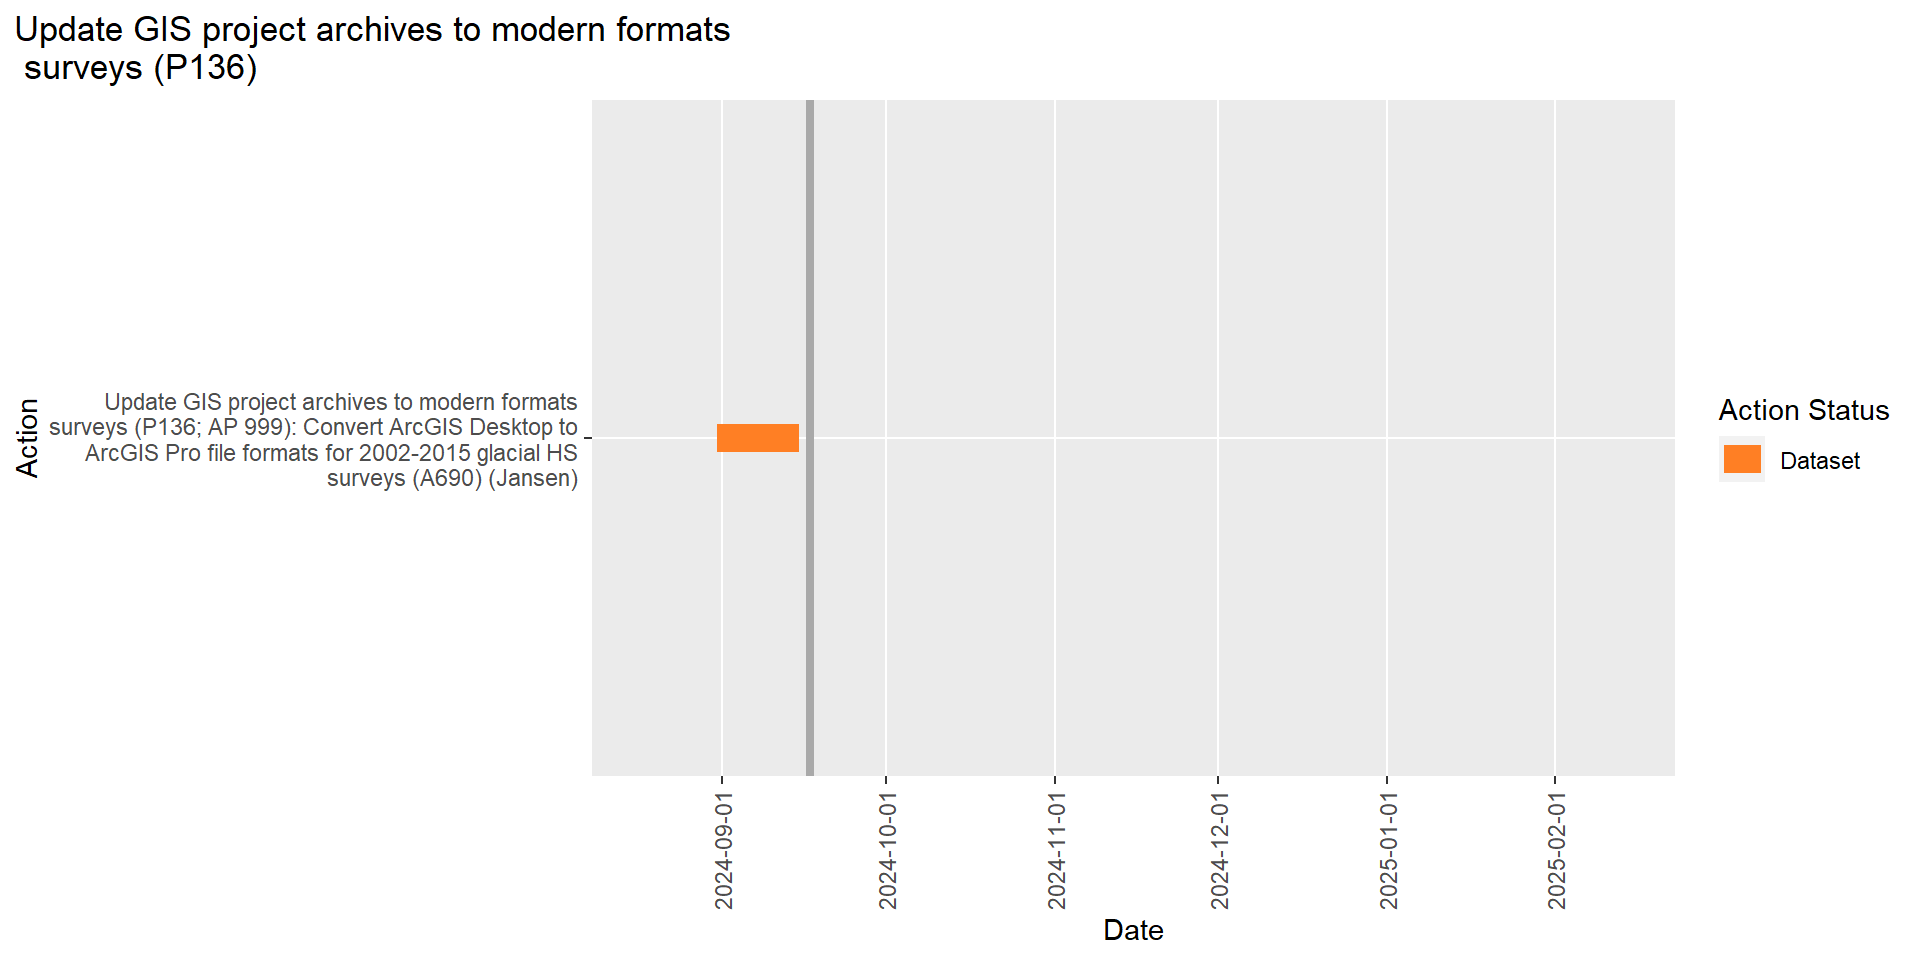 Update GIS project archives to modern formats
surveys (P136)
Action
Update GIS project archives to modern formats
surveys (P136; AP 999): Convert ArcGIS Desktop to
ArcGIS Pro file formats for 2002-2015 glacial HS
surveys (A690) (Jansen)
Action Status
Dataset
2024-09-01
2024-10-01
2024-11-01
2024-12-01
2025-01-01
2025-02-01
Date